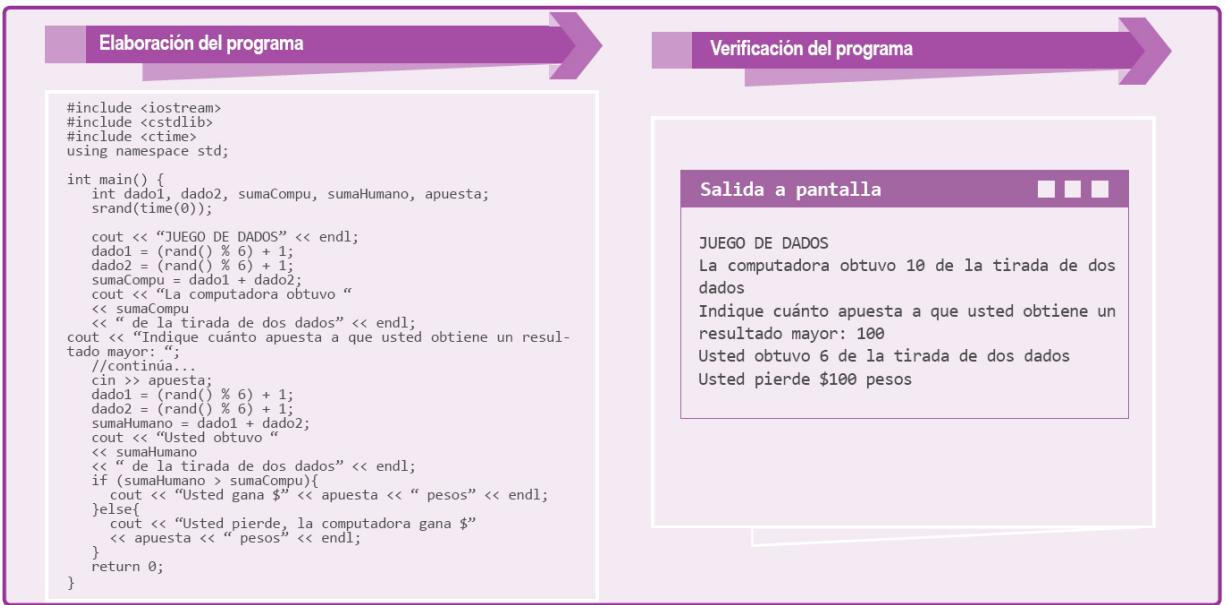 Elaboración del programa
#include <iostream>
#include <cstdlib>
#include <ctime>
using namespace std;
int main() {
int dado1, dado2, sumaCompu, sumaHumano, apuesta;
srand(time(0));
cout << “JUEGO DE DADOS” << endl;
dado1 = (rand() % 6) + 1;
dado2 = (rand() % 6) + 1;
sumaCompu = dado1 + dado2;
cout << “La computadora obtuvo “
<< sumaCompu
<< “ de la tirada de dos dados” << endl;
cout << “Indique cuánto apuesta a que usted obtiene un resul-
tado mayor: “;
//continúa...
cin >> apuesta;
dado1 = (rand() % 6) + 1;
dado2 = (rand() % 6) + 1;
sumaHumano = dado1 + dado2;
cout << “Usted obtuvo “
<< sumaHumano
<< “ de la tirada de dos dados” << endl;
if (sumaHumano > sumaCompu){
cout << “Usted gana $” << apuesta << “ pesos” << endl;
}else{
cout << “Usted pierde, la computadora gana $”
<< apuesta << “ pesos” << endl;
}
return 0;
}
Verificación del programa
Salida a pantalla
JUEGO DE DADOS
La computadora obtuvo 10 de la tirada de dos
dados
Indique cuánto apuesta a que usted obtiene un
resultado mayor: 100
Usted obtuvo 6 de la tirada de dos dados
Usted pierde $100 pesos